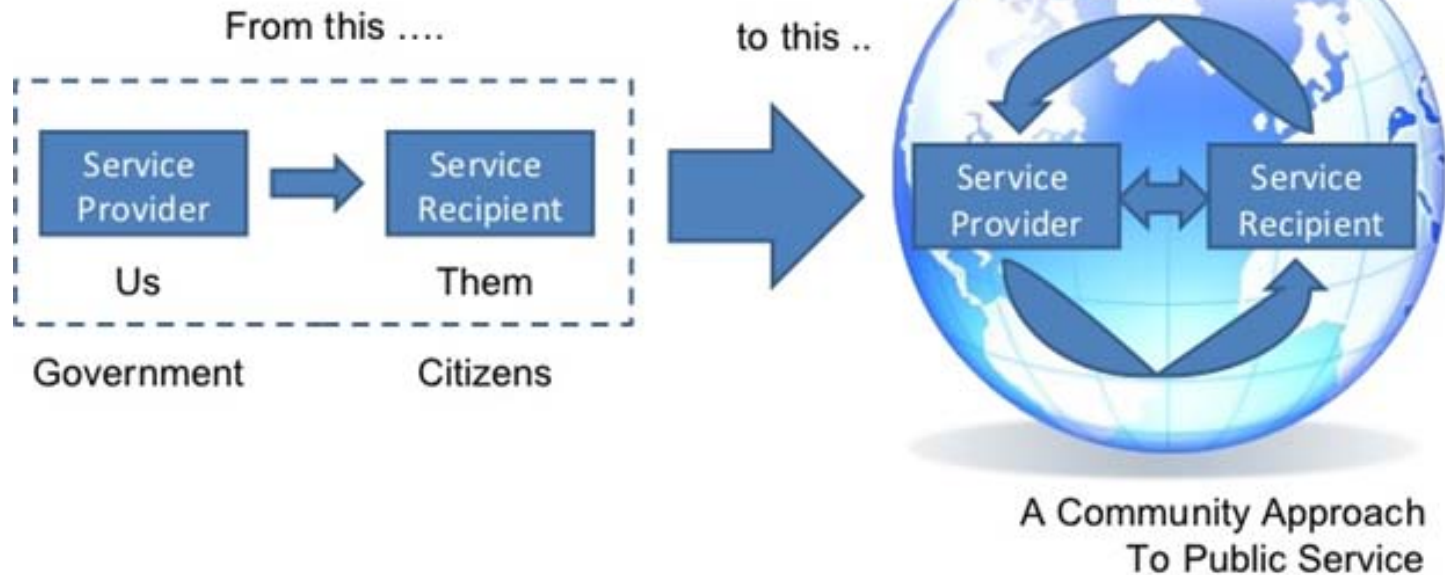 From this ....
to this ..
Service
Provider
Service
Recipient
Us
Them
Government
Citizens
Service
Provider
Service
Recipient
A Community Approach
To Public Service